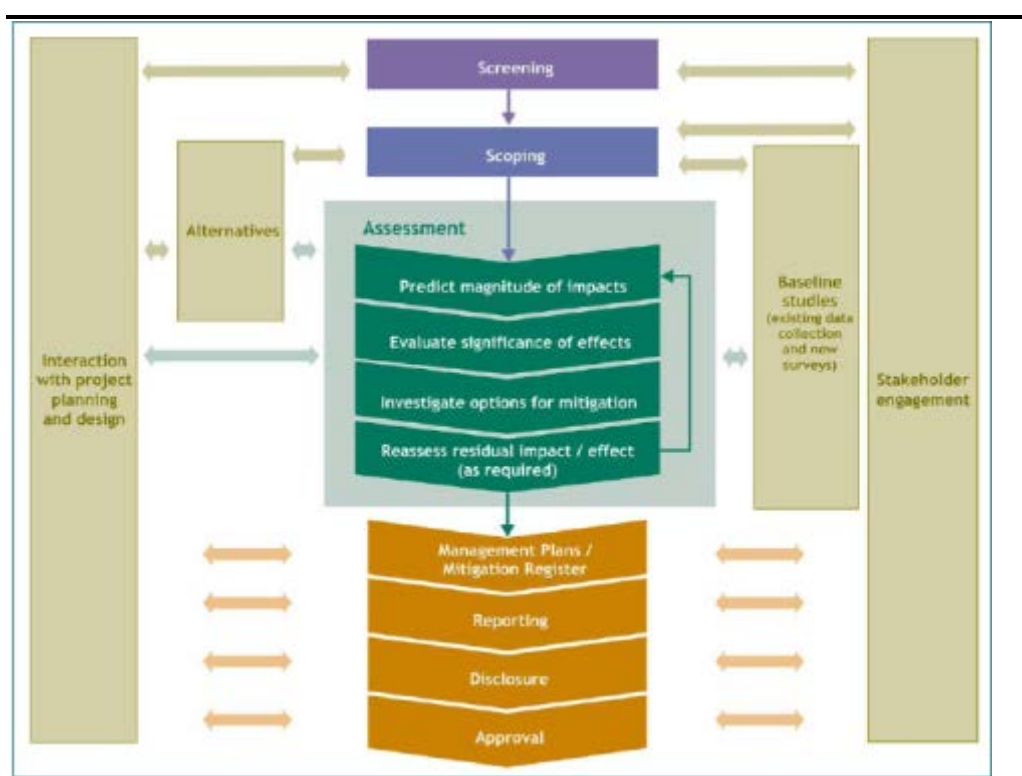 Screening
Scoping
Alternatives
Assessment
Predict magnitude of impacts
Evaluate significance of effects
Investigate options for mitigation
Reassess residual impact / effect
(as required)
Baseline
studies
(existing data
collection
and new
surveys)
Interaction
with project
planning
and design
Stakeholder
engagement
Management Plans /
Mitigation Register
Reporting
Disclosure
Approval